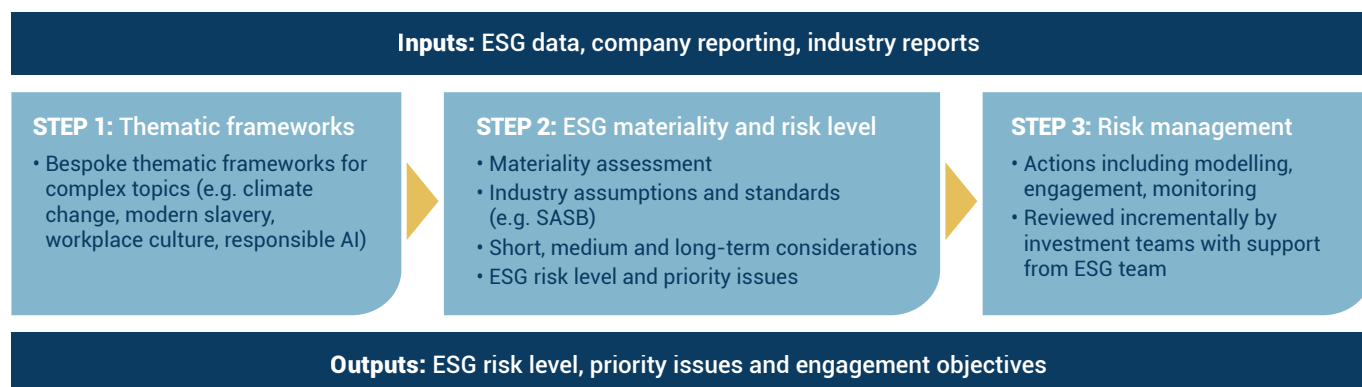 Inputs: ESG data, company reporting, industry reports
STEP 1: Thematic frameworks
• Bespoke thematic frameworks for
complex topics (e.g. climate
change, modern slavery,
workplace culture, responsible AI)
STEP 2: ESG materiality and risk level
• Materiality assessment
• Industry assumptions and standards
(e.g. SASB)
• Short, medium and long-term considerations
• ESG risk level and priority issues
STEP 3: Risk management
• Actions including modelling,
engagement, monitoring
• Reviewed incrementally by
investment teams with support
from ESG team
Outputs: ESG risk level, priority issues and engagement objectives